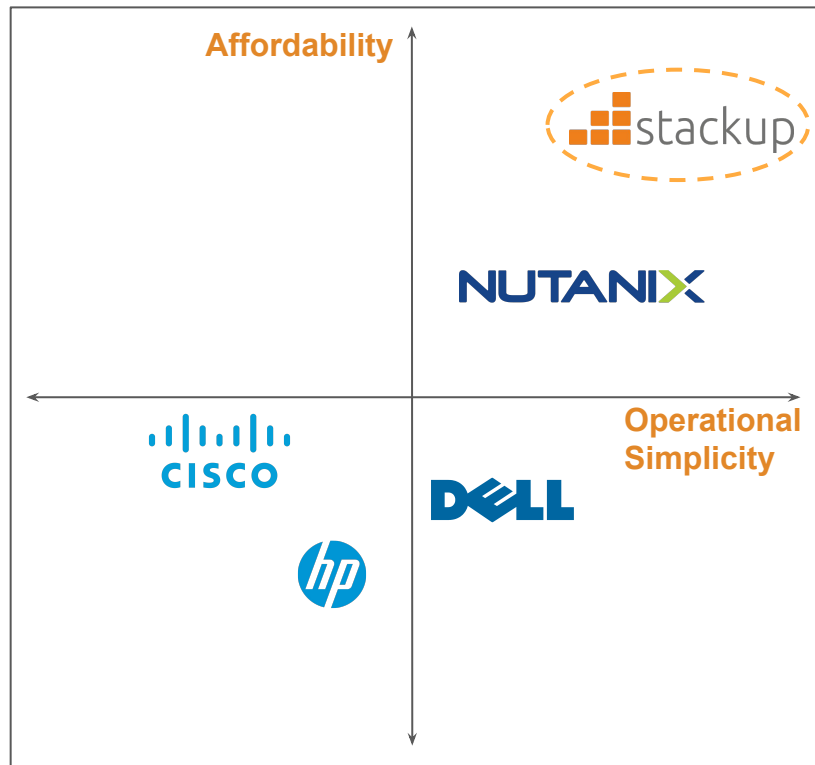 Affordability
stackup
NUTANIX
CISCO
Operational
Simplicity
DELL
hp